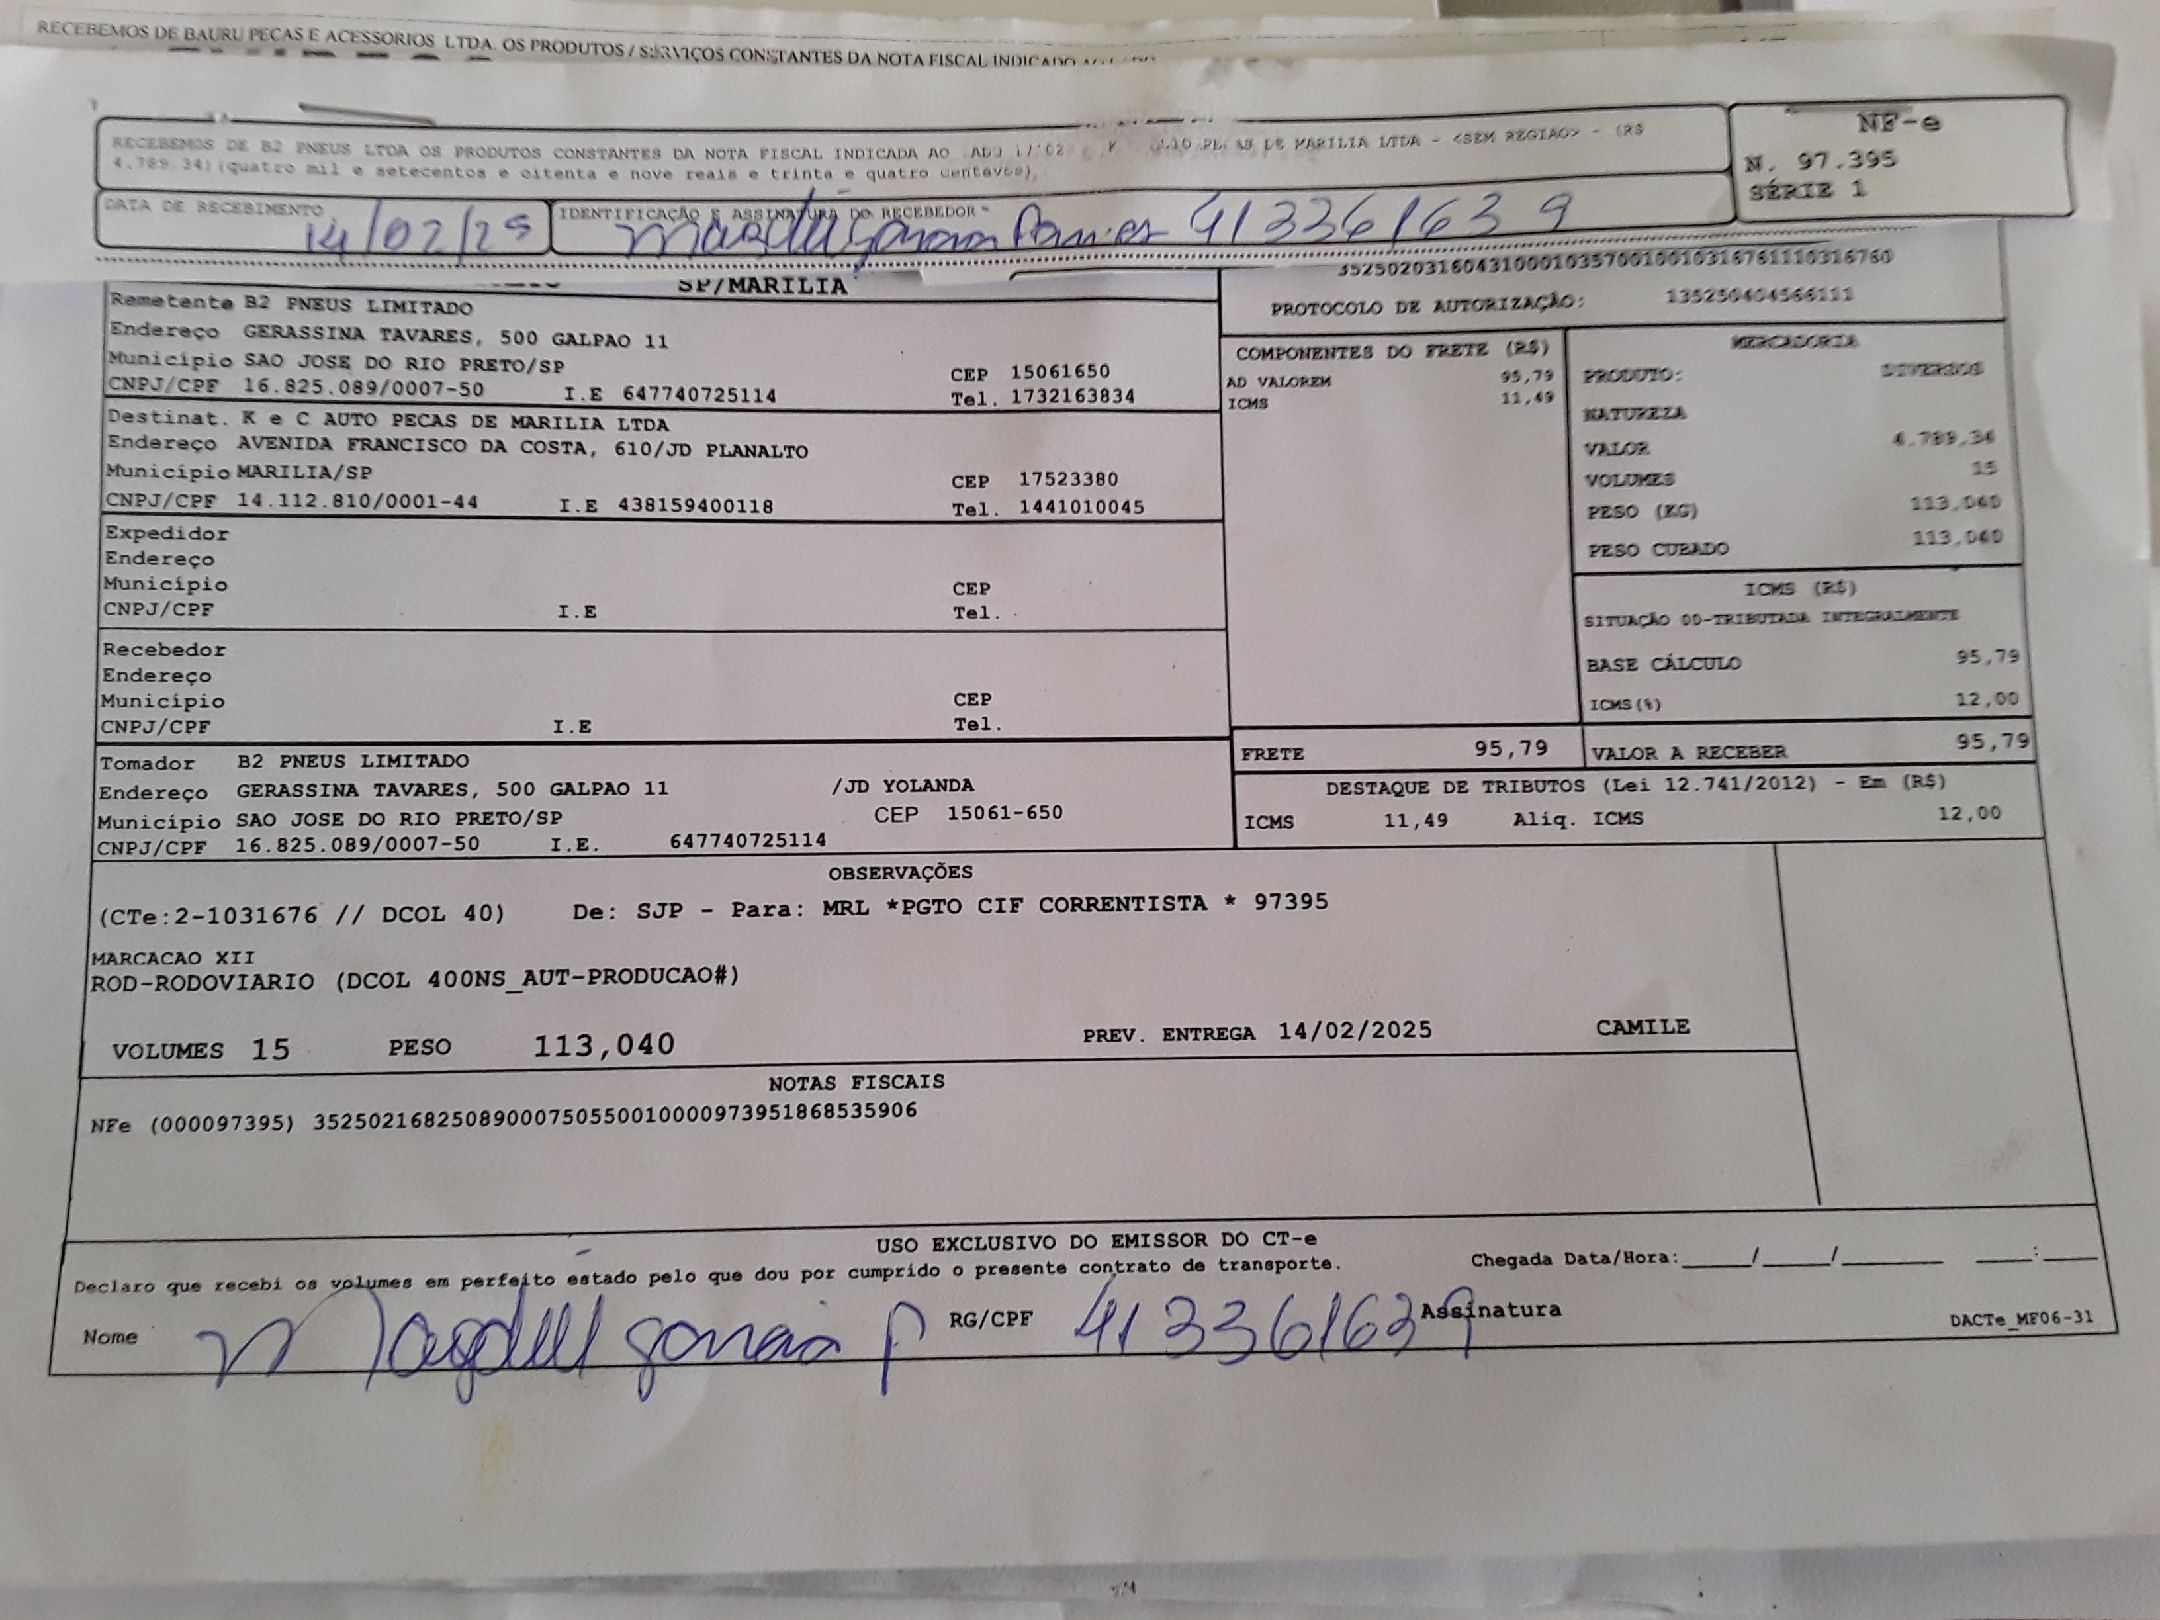 RECEBEMOS DE BAURU PECAS E ACESSORIOS LTDA. OS PRODUTOS / SERVIÇOS CONSTANTES DA NOTA FISCAL INDICADO
RECEBEMOS DE B2 PNEUS LTDA OS PRODUTOS CONSTANTES DA NOTA FISCAL INDICADA AO DE MARILIA LTDA - <SEM REGIAO> - (R$
4.789.34)(quatro mil e setecentos e oitenta e nove reais e trinta e quatro centavos),
NF-e
N. 97.395
SÉRIE 1
DATA DE RECEBIMENTO
14/02/25
IDENTIFICAÇÃO E ASSINATURA DO RECEBEDOR
413361639
SP/MARILIA
35250203160431000103570010010316761110316760
PROTOCOLO DE AUTORIZAÇÃO: 135250404566111
Remetente B2 PNEUS LIMITADO
Endereço GERASSINA TAVARES, 500 GALPAO 11
Município SAO JOSE DO RIO PRETO/SP CEP 15061650
CNPJ/CPF 16.825.089/0007-50 I.E 647740725114 Tel. 1732163834
Destinat. K e C AUTO PECAS DE MARILIA LTDA
Endereço AVENIDA FRANCISCO DA COSTA, 610/JD PLANALTO
Município MARILIA/SP CEP 17523380
CNPJ/CPF 14.112.810/0001-44 I.E 438159400118 Tel. 1441010045
Expedidor
Endereço
Município CEP
CNPJ/CPF I.E Tel.
Recebedor
Endereço
Município CEP
CNPJ/CPF I.E Tel.
Tomador B2 PNEUS LIMITADO
Endereço GERASSINA TAVARES, 500 GALPAO 11 /JD YOLANDA
Município SAO JOSE DO RIO PRETO/SP CEP 15061-650
CNPJ/CPF 16.825.089/0007-50 I.E. 647740725114
COMPONENTES DO FRETE (R$)
AD VALOREM 95,79
ICMS 11,49
MERCADORIA
PRODUTO: DIVERSOS
NATUREZA
VALOR 4.789,34
VOLUMES 15
PESO (KG) 113,040
PESO CUBADO 113,040
ICMS (R$)
SITUAÇÃO 00-TRIBUTADA INTEGRALMENTE
BASE CÁLCULO 95,79
ICMS(%) 12,00
FRETE 95,79
VALOR A RECEBER 95,79
DESTAQUE DE TRIBUTOS (Lei 12.741/2012) - Em (R$)
ICMS 11,49 Aliq. ICMS 12,00
OBSERVAÇÕES
(CTe:2-1031676 // DCOL 40) De: SJP - Para: MRL *PGTO CIF CORRENTISTA * 97395
MARCACAO XII
ROD-RODOVIARIO (DCOL 400NS_AUT-PRODUCAO#)
VOLUMES 15 PESO 113,040 PREV. ENTREGA 14/02/2025 CAMILE
NOTAS FISCAIS
NFe (000097395) 35250216825089000750550010000973951868535906
USO EXCLUSIVO DO EMISSOR DO CT-e
Declaro que recebi os volumes em perfeito estado pelo que dou por cumprido o presente contrato de transporte.
Chegada Data/Hora:_____/_____/________ ____:____
Nome RG/CPF 413361639 Assinatura
DACTe_MF06-31